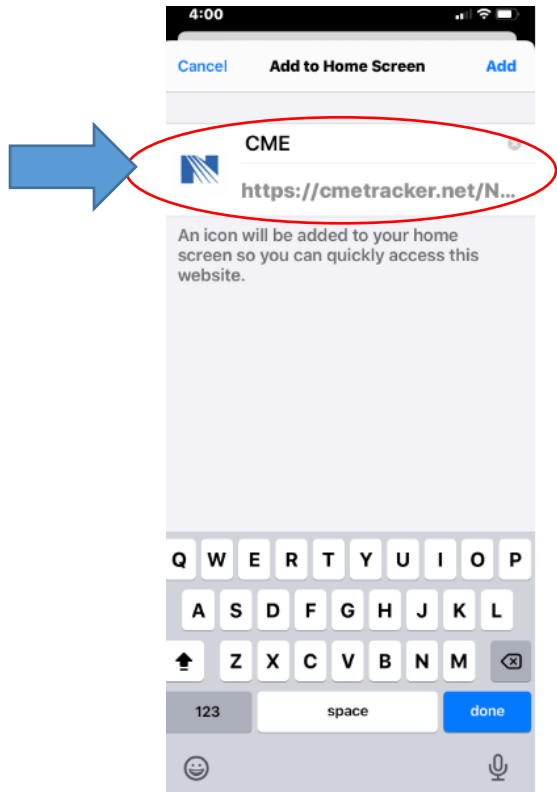 4:00
Cancel Add to Home Screen Add
CME
https://cmetracker.net/N...
An icon will be added to your home
screen so you can quickly access this
website.
Q W E R T Y U I O P
A S D F G H J K L
Z X C V B N M
123 space done